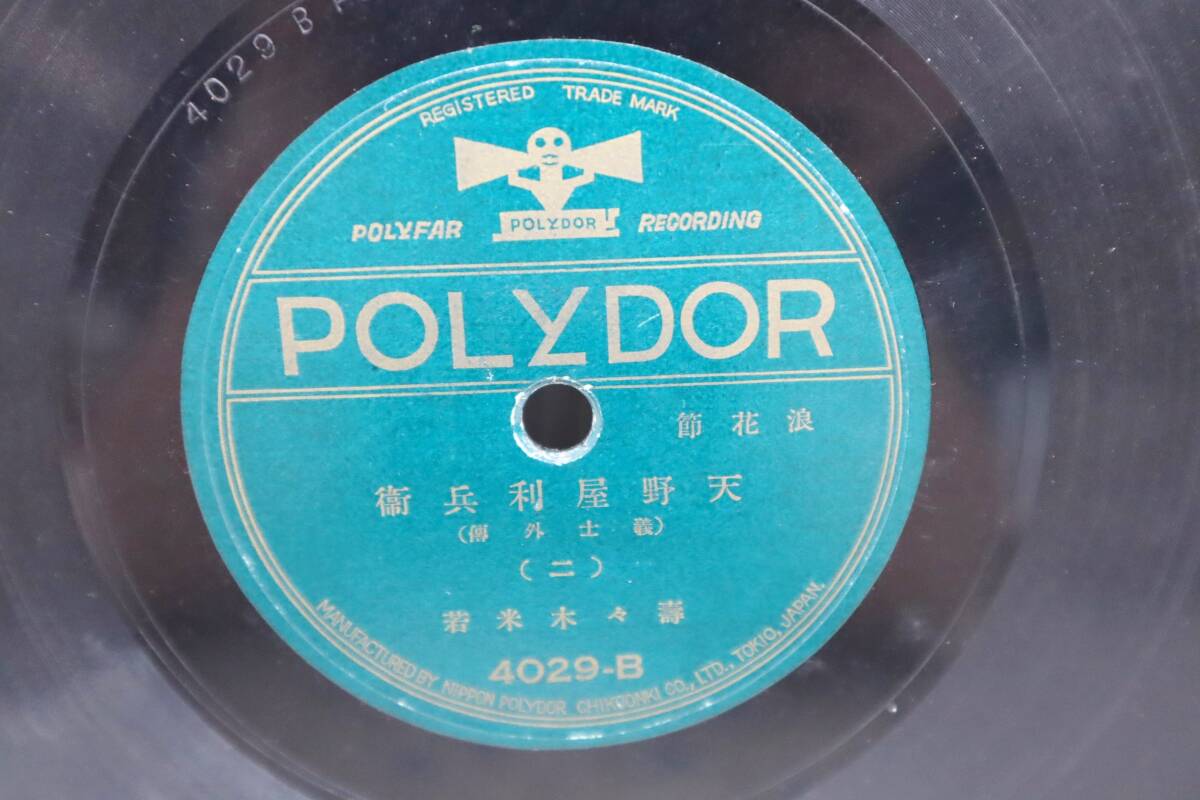 4029 B
REGISTERED TRADE MARK
POLYFAR POLYDOR RECORDING
POLYDOR
浪花節
天野屋利兵衞
(義士外傳)
(二)
壽々木米若
4029-B
MANUFACTURED BY NIPPON POLYDOR CHIKUONKI CO., LTD., TOKIO, JAPAN.